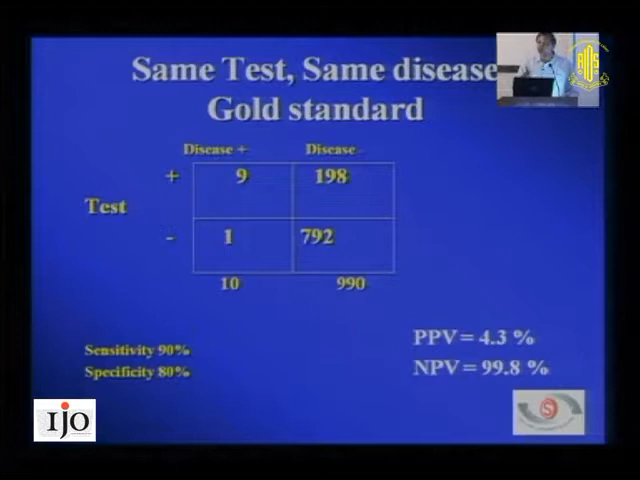 Same Test, Same disease
Gold standard
Disease + Disease
+ 9 198
Test
- 1 792
10 990
Sensitivity 90%
Specificity 80%
PPV = 4.3 %
NPV = 99.8 %
IJO